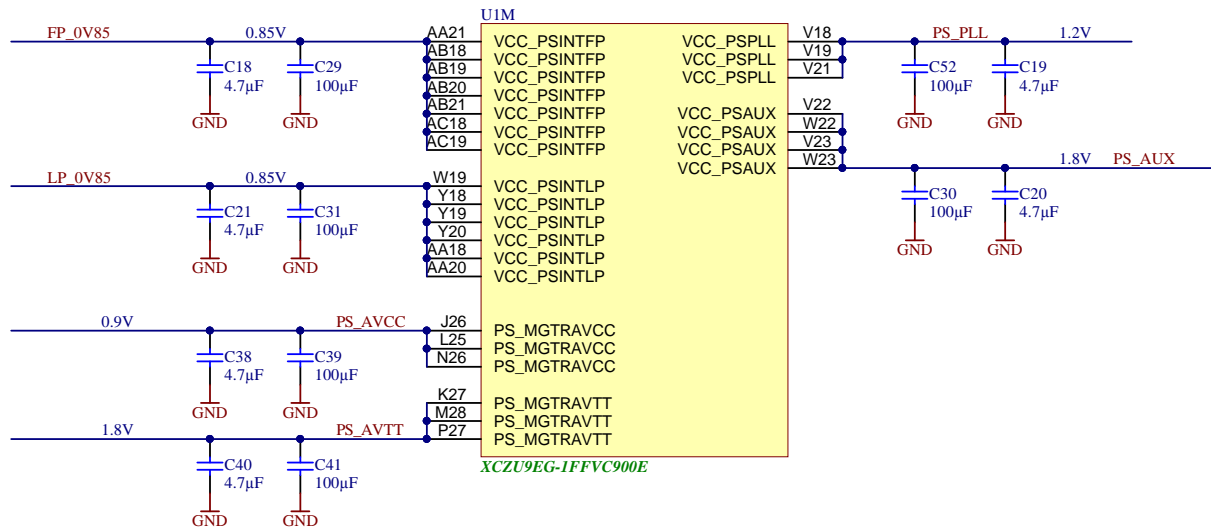 U1M
FP_0V85 0.85V AA21 VCC_PSINTFP VCC_PSPLL V18 PS_PLL 1.2V
AB18 VCC_PSINTFP VCC_PSPLL V19
C18 C29 AB19 VCC_PSINTFP VCC_PSPLL V21 C52 C19
4.7µF 100µF AB20 VCC_PSINTFP 100µF 4.7µF
AB21 VCC_PSINTFP VCC_PSAUX V22
GND GND AC18 VCC_PSINTFP VCC_PSAUX W22 GND GND
AC19 VCC_PSINTFP VCC_PSAUX V23
VCC_PSAUX W23 1.8V PS_AUX
LP_0V85 0.85V W19 VCC_PSINTLP
Y18 VCC_PSINTLP C30 C20
C21 C31 Y19 VCC_PSINTLP 100µF 4.7µF
4.7µF 100µF Y20 VCC_PSINTLP
AA18 VCC_PSINTLP GND GND
GND GND AA20 VCC_PSINTLP
0.9V PS_AVCC J26 PS_MGTRAVCC
L25 PS_MGTRAVCC
C38 C39 N26 PS_MGTRAVCC
4.7µF 100µF
K27 PS_MGTRAVTT
GND GND M28 PS_MGTRAVTT
1.8V PS_AVTT P27 PS_MGTRAVTT
C40 C41 XCZU9EG-1FFVC900E
4.7µF 100µF
GND GND